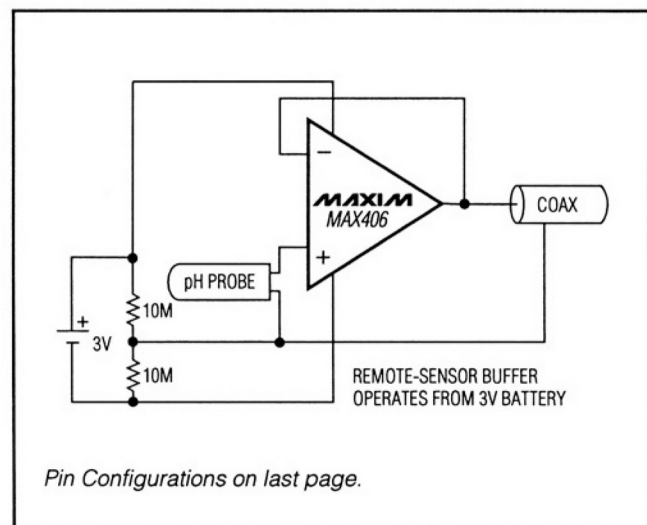 −
MAXIM
MAX406
+
COAX
pH PROBE
10M
+
3V
10M
REMOTE-SENSOR BUFFER
OPERATES FROM 3V BATTERY
Pin Configurations on last page.